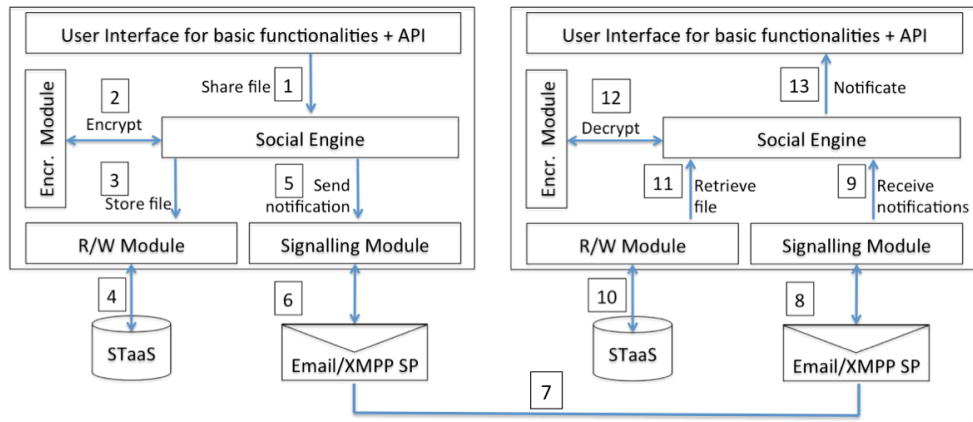 User Interface for basic functionalities + API
Share file
1
2
Encrypt
Encr. Module
Social Engine
3
Store file
5
Send
notification
R/W Module
Signalling Module
4
6
STaaS
Email/XMPP SP
7
User Interface for basic functionalities + API
13
Notificate
12
Decrypt
Encr. Module
Social Engine
11
Retrieve
file
9
Receive
notifications
R/W Module
Signalling Module
10
8
STaaS
Email/XMPP SP